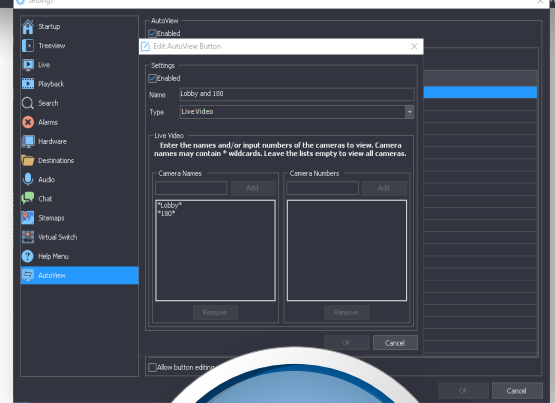 Settings
Startup
Treeview
Live
Playback
Search
Alarms
Hardware
Destinations
Audio
Chat
Sitemaps
Virtual Switch
Help Menu
AutoView
AutoView
Enabled
Edit AutoView Button
Settings
Enabled
Name Lobby and 180
Type Live Video
Live Video
Enter the names and/or input numbers of the cameras to view. Camera
names may contain * wildcards. Leave the lists empty to view all cameras.
Camera Names
Add
*Lobby*
*180*
Remove
Camera Numbers
Add
Remove
OK Cancel
Allow button editing
OK Cancel